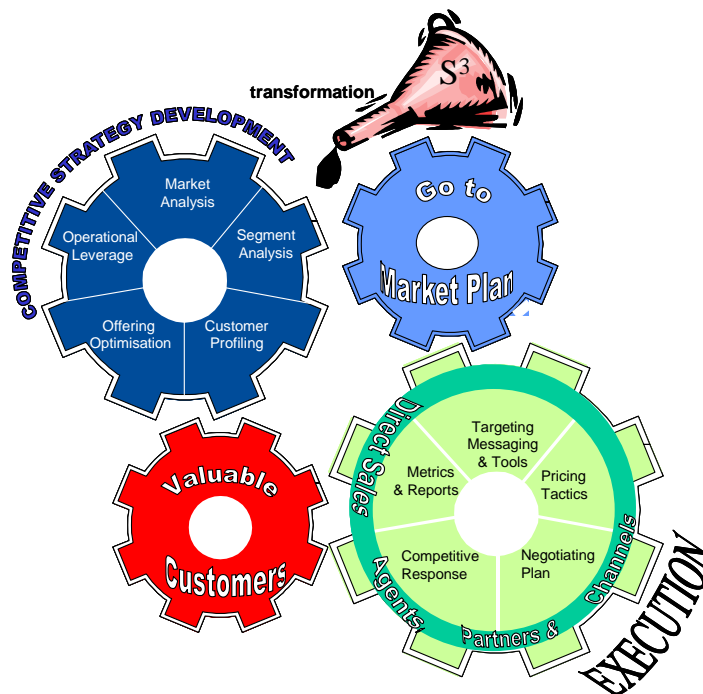 S³
transformation
COMPETITIVE STRATEGY DEVELOPMENT
Market
Analysis
Operational
Leverage
Segment
Analysis
Offering
Optimisation
Customer
Profiling
Go to
Market Plan
Valuable
Customers
Direct Sales
Targeting
Messaging
& Tools
Metrics
& Reports
Pricing
Tactics
Competitive
Response
Negotiating
Plan
Agents
Partners &
Channels
EXECUTION